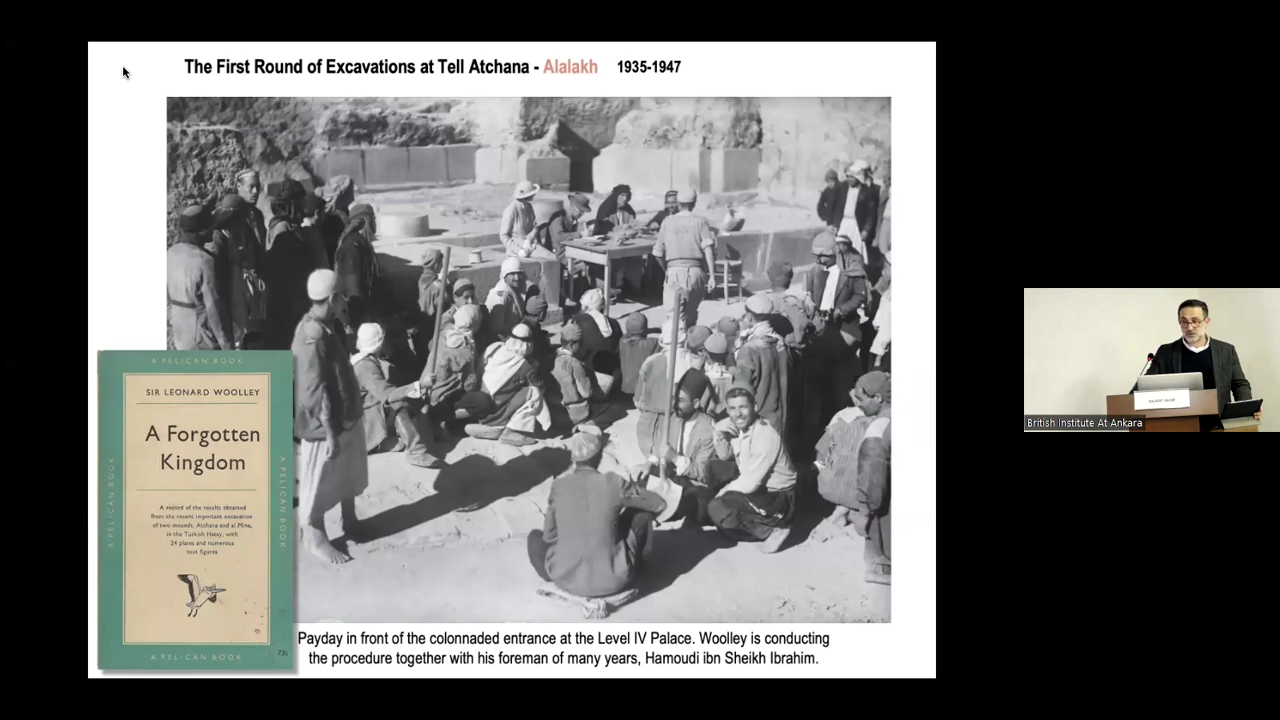 The First Round of Excavations at Tell Atchana - Alalakh 1935-1947
A PELICAN BOOK
SIR LEONARD WOOLLEY
A Forgotten
Kingdom
A record of the results obtained
from the recent important excavation
of two mounds, Atchana and al Mina,
in the Turkish Hatay, with
24 plates and numerous
text figures
A PELICAN BOOK
A PELICAN BOOK
A PELICAN BOOK
Payday in front of the colonnaded entrance at the Level IV Palace. Woolley is conducting
the procedure together with his foreman of many years, Hamoudi ibn Sheikh Ibrahim.
British Institute At Ankara